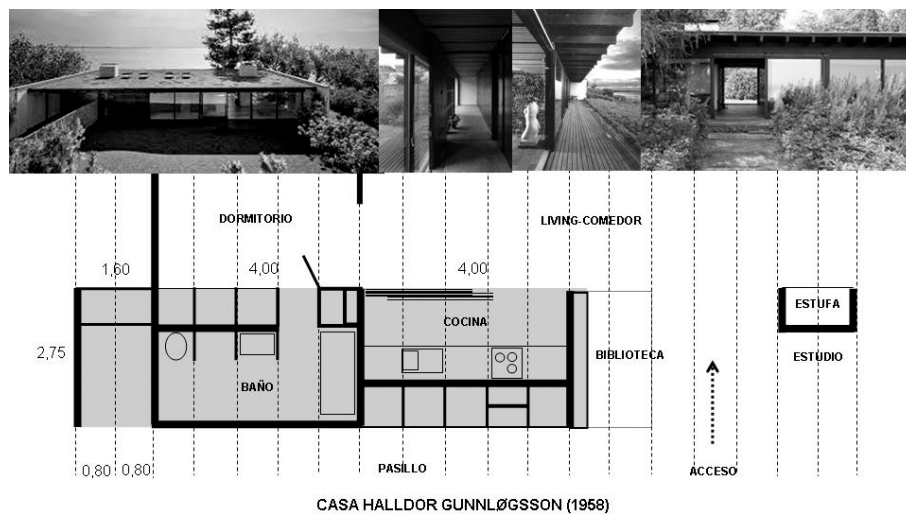 DORMITORIO
LIVING-COMEDOR
1,60
4,00
4,00
ESTUFA
COCINA
2,75
BIBLIOTECA
ESTUDIO
BAÑO
0,80
0,80
PASILLO
ACCESO
CASA HALLDOR GUNNLØGSSON (1958)